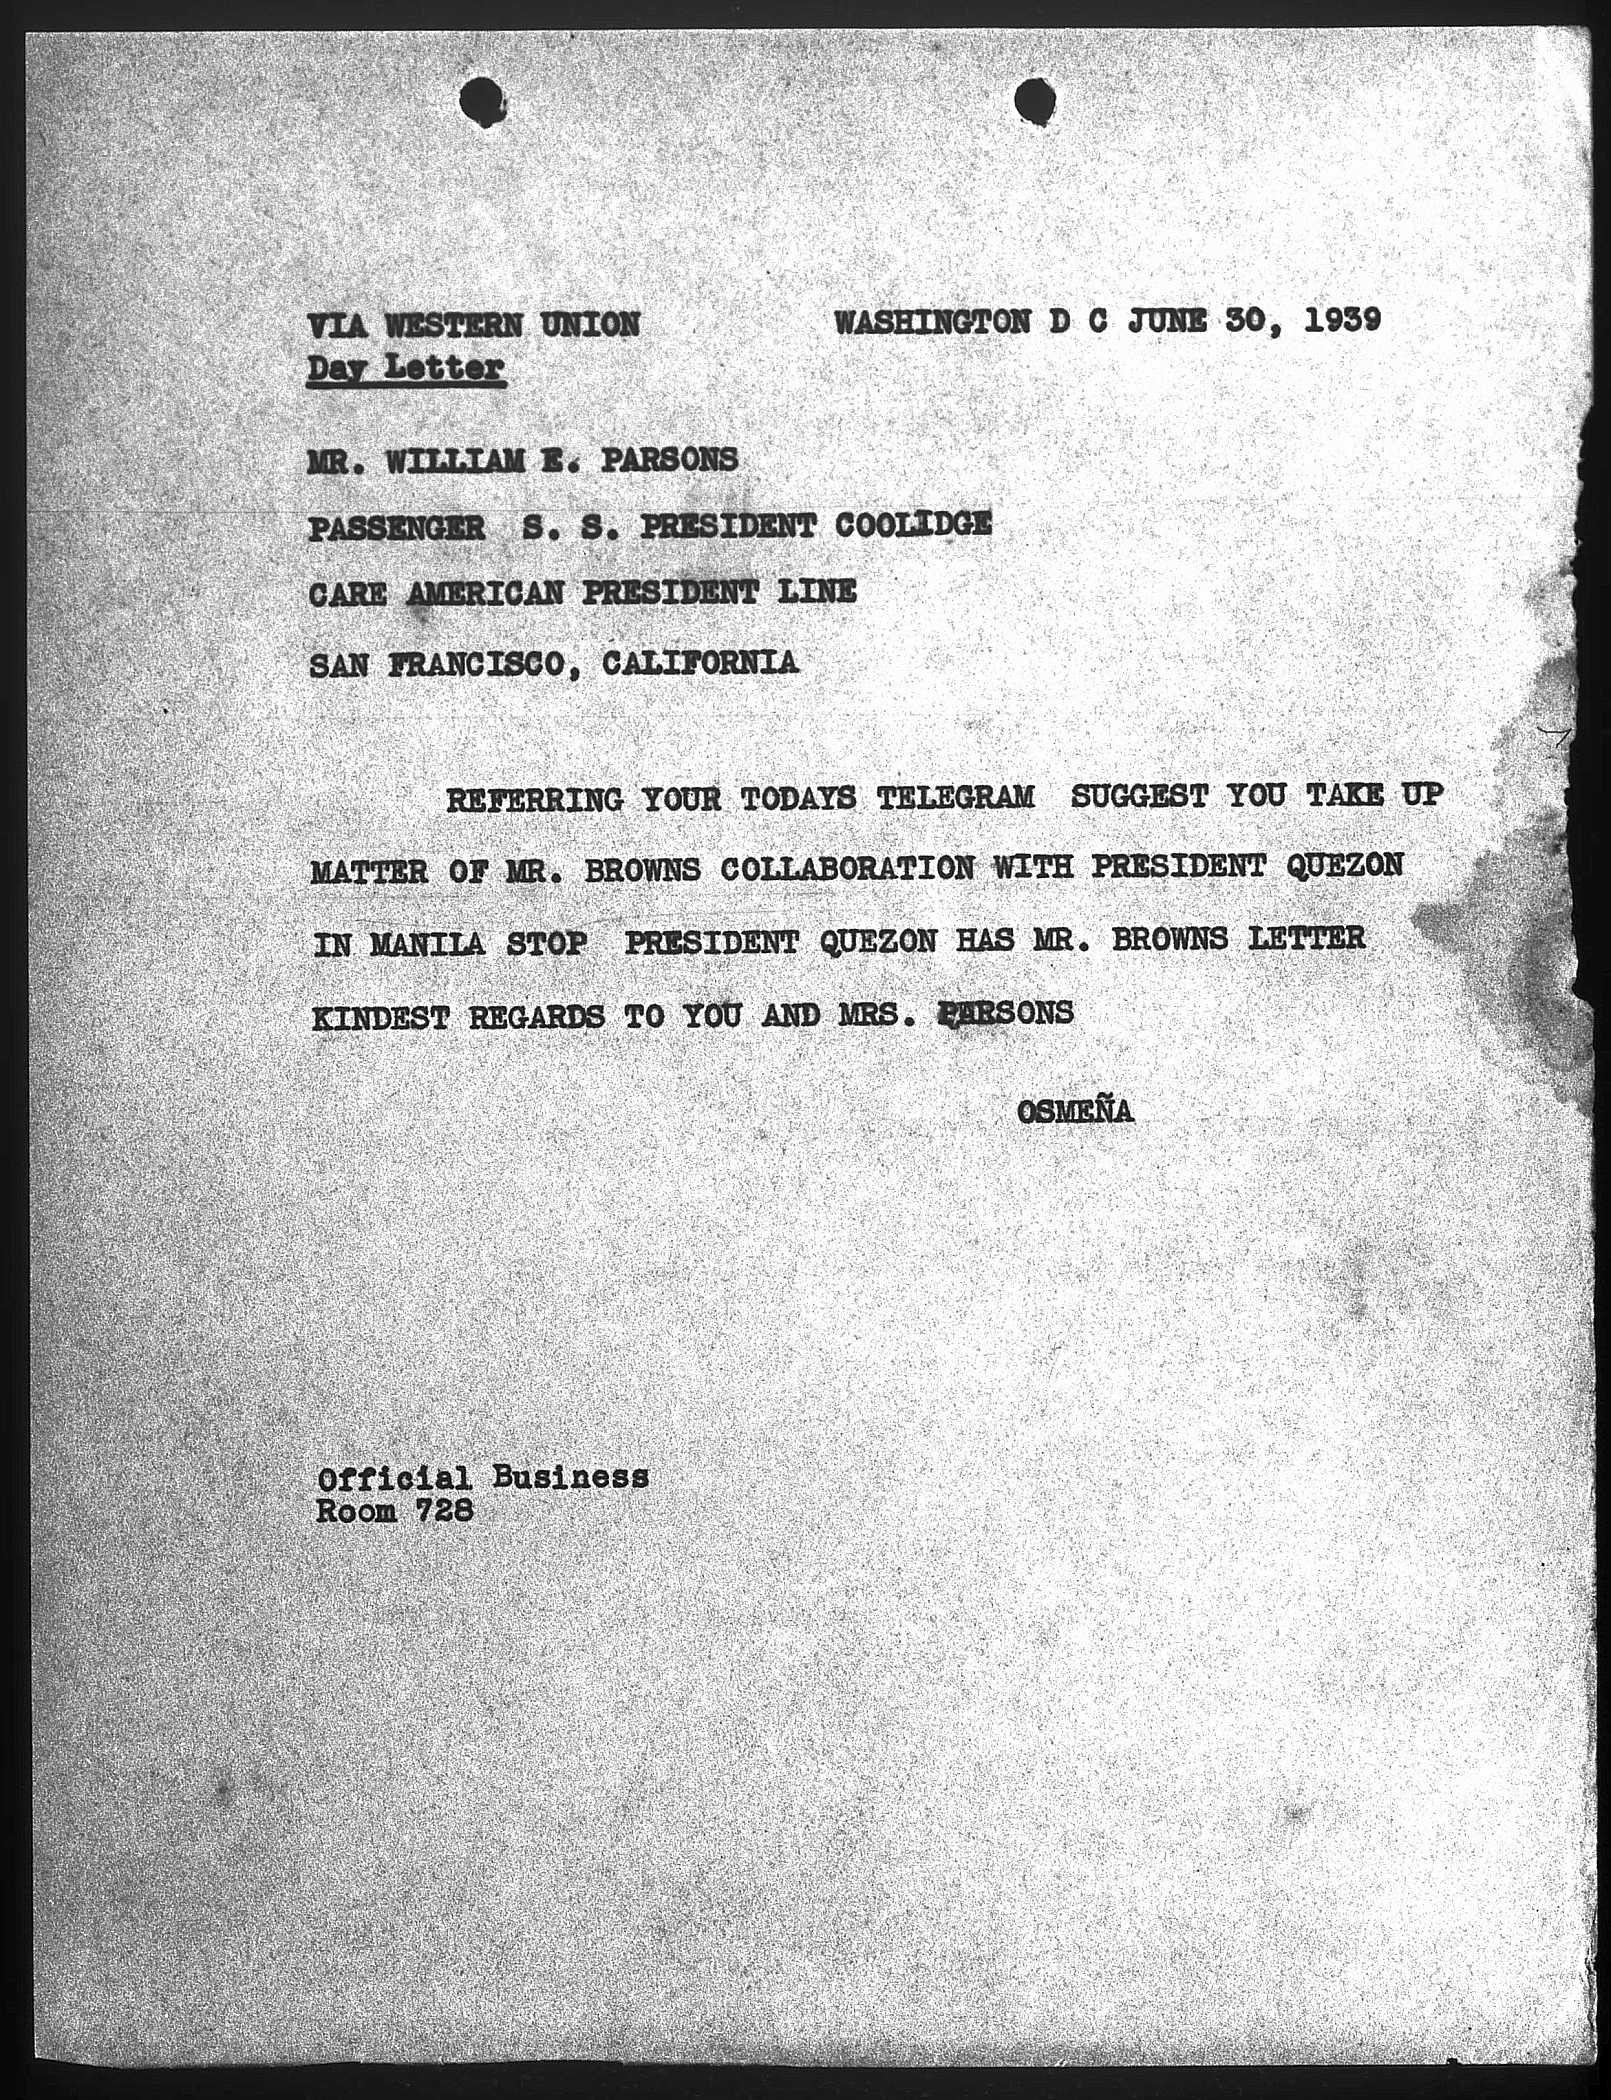 VIA WESTERN UNION WASHINGTON D C JUNE 30, 1939
Day Letter
MR. WILLIAM E. PARSONS
PASSENGER S. S. PRESIDENT COOLIDGE
CARE AMERICAN PRESIDENT LINE
SAN FRANCISCO, CALIFORNIA
REFERRING YOUR TODAYS TELEGRAM SUGGEST YOU TAKE UP
MATTER OF MR. BROWNS COLLABORATION WITH PRESIDENT QUEZON
IN MANILA STOP PRESIDENT QUEZON HAS MR. BROWNS LETTER
KINDEST REGARDS TO YOU AND MRS. PARSONS
OSMEÑA
Official Business
Room 728